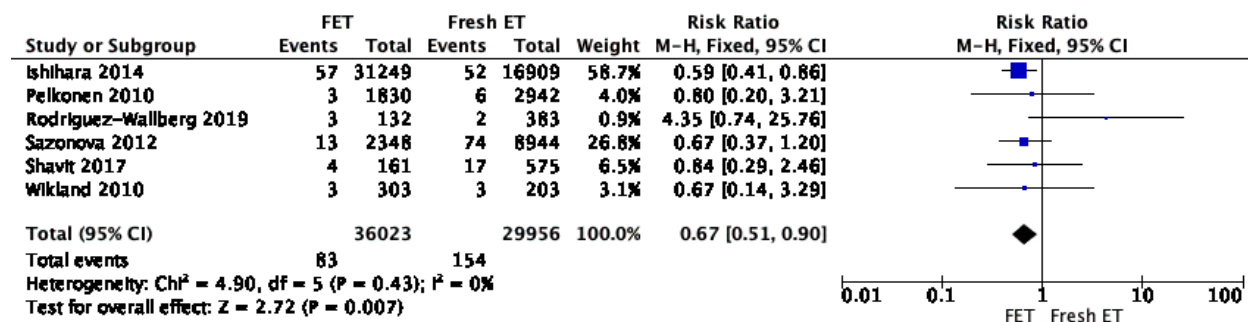 FET Fresh ET Risk Ratio Risk Ratio
Study or Subgroup Events Total Events Total Weight M-H, Fixed, 95% CI M-H, Fixed, 95% CI
Ishihara 2014 57 31249 52 16909 58.7% 0.59 [0.41, 0.86]
Pelkonen 2010 3 1830 6 2942 4.0% 0.80 [0.20, 3.21]
Rodriguez-Wallberg 2019 3 132 2 383 0.9% 4.35 [0.74, 25.76]
Sazonova 2012 13 2348 74 8944 26.8% 0.67 [0.37, 1.20]
Shavit 2017 4 161 17 575 6.5% 0.84 [0.29, 2.46]
Wikland 2010 3 303 3 203 3.1% 0.67 [0.14, 3.29]
Total (95% CI) 36023 29956 100.0% 0.67 [0.51, 0.90]
Total events 83 154
Heterogeneity: Chi² = 4.90, df = 5 (P = 0.43); I² = 0%
Test for overall effect: Z = 2.72 (P = 0.007)
0.01 0.1 1 10 100
FET Fresh ET